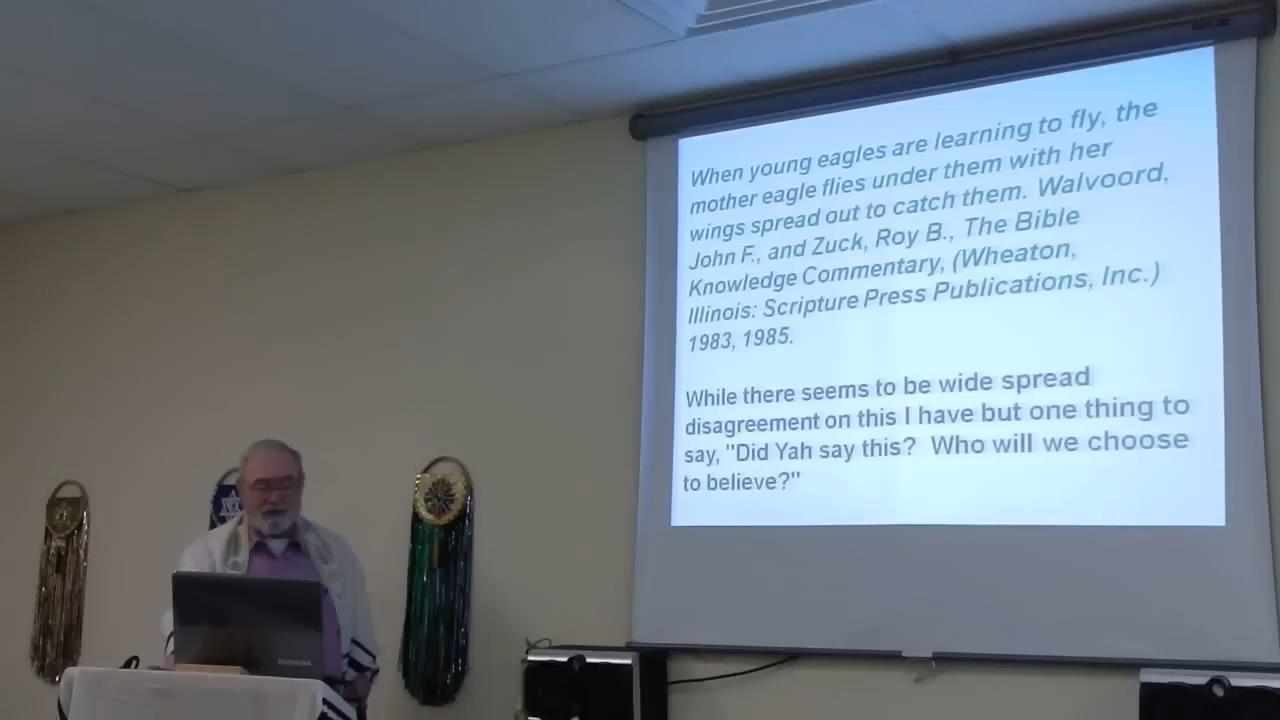 When young eagles are learning to fly, the
mother eagle flies under them with her
wings spread out to catch them. Walvoord,
John F., and Zuck, Roy B., The Bible
Knowledge Commentary, (Wheaton,
Illinois: Scripture Press Publications, Inc.)
1983, 1985.
While there seems to be wide spread
disagreement on this I have but one thing to
say, "Did Yah say this?  Who will we choose
to believe?"
TOSHIBA